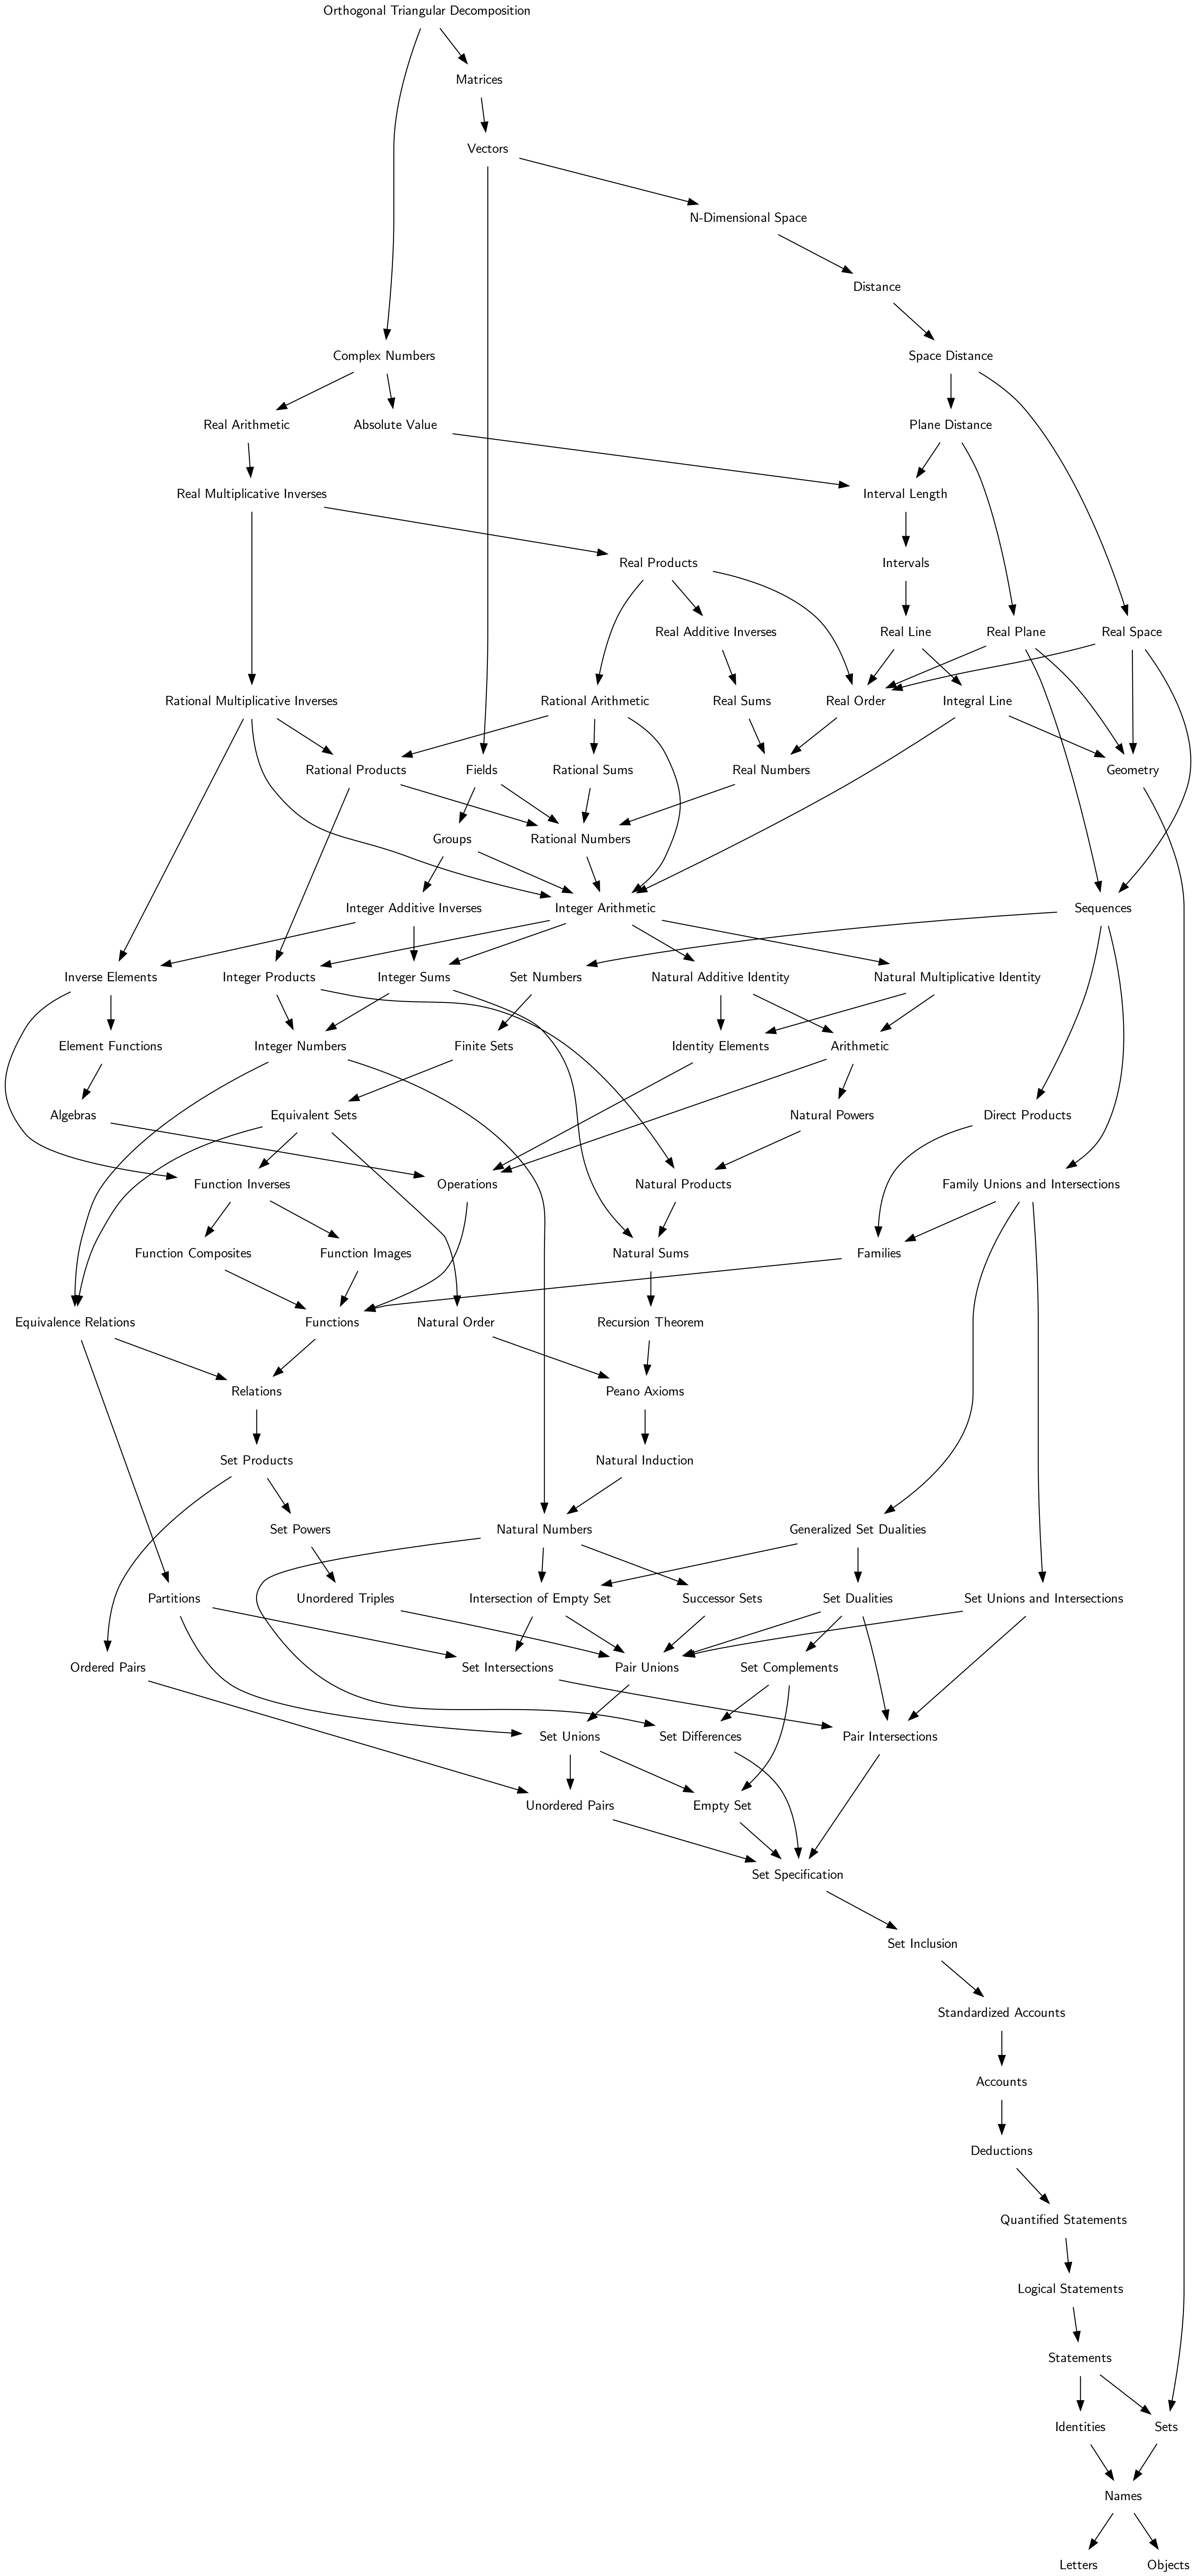 Orthogonal Triangular Decomposition
Matrices
Vectors
N-Dimensional Space
Distance
Complex Numbers
Space Distance
Real Arithmetic
Absolute Value
Plane Distance
Real Multiplicative Inverses
Interval Length
Real Products
Intervals
Real Additive Inverses
Real Line
Real Plane
Real Space
Rational Multiplicative Inverses
Rational Arithmetic
Real Sums
Real Order
Integral Line
Rational Products
Fields
Rational Sums
Real Numbers
Geometry
Groups
Rational Numbers
Integer Additive Inverses
Integer Arithmetic
Sequences
Inverse Elements
Integer Products
Integer Sums
Set Numbers
Natural Additive Identity
Natural Multiplicative Identity
Element Functions
Integer Numbers
Finite Sets
Identity Elements
Arithmetic
Algebras
Equivalent Sets
Natural Powers
Direct Products
Function Inverses
Operations
Natural Products
Family Unions and Intersections
Function Composites
Function Images
Natural Sums
Families
Equivalence Relations
Functions
Natural Order
Recursion Theorem
Relations
Peano Axioms
Set Products
Natural Induction
Set Powers
Natural Numbers
Generalized Set Dualities
Partitions
Unordered Triples
Intersection of Empty Set
Successor Sets
Set Dualities
Set Unions and Intersections
Ordered Pairs
Set Intersections
Pair Unions
Set Complements
Set Unions
Set Differences
Pair Intersections
Unordered Pairs
Empty Set
Set Specification
Set Inclusion
Standardized Accounts
Accounts
Deductions
Quantified Statements
Logical Statements
Statements
Identities
Sets
Names
Letters
Objects